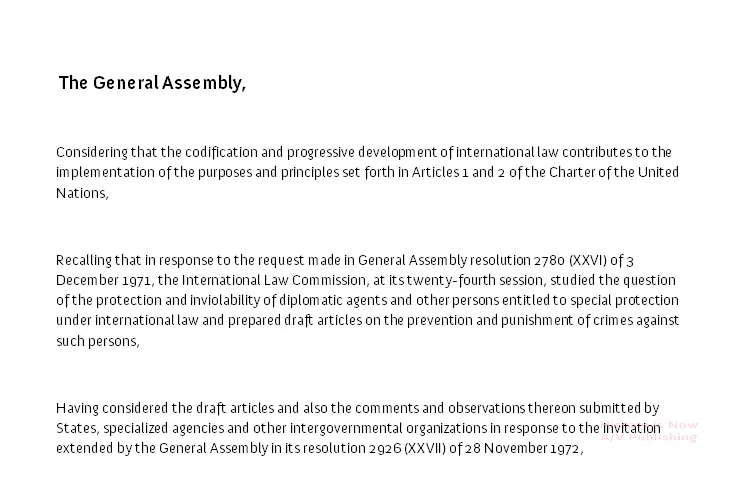 The General Assembly,
Considering that the codification and progressive development of international law contributes to the
implementation of the purposes and principles set forth in Articles 1 and 2 of the Charter of the United
Nations,
Recalling that in response to the request made in General Assembly resolution 2780 (XXVI) of 3
December 1971, the International Law Commission, at its twenty-fourth session, studied the question
of the protection and inviolability of diplomatic agents and other persons entitled to special protection
under international law and prepared draft articles on the prevention and punishment of crimes against
such persons,
Having considered the draft articles and also the comments and observations thereon submitted by
States, specialized agencies and other intergovernmental organizations in response to the invitation
extended by the General Assembly in its resolution 2926 (XXVII) of 28 November 1972,
Now
A/V Publishing